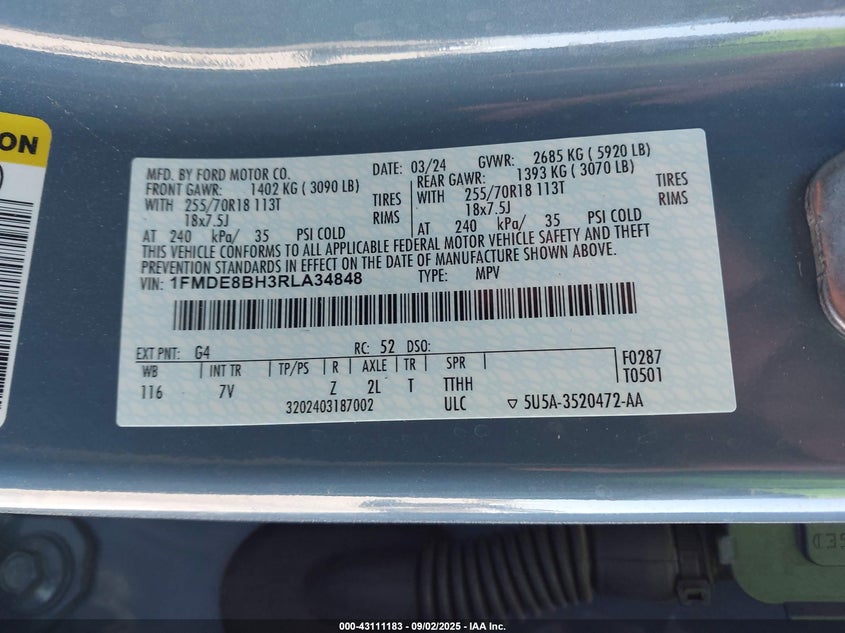 ON
MFD. BY FORD MOTOR CO.
DATE: 03/24 GVWR: 2685 KG ( 5920 LB)
FRONT GAWR: 1402 KG ( 3090 LB)
WITH 255/70R18 113T TIRES
18x7.5J RIMS
AT 240 kPa/ 35 PSI COLD
REAR GAWR: 1393 KG ( 3070 LB)
WITH 255/70R18 113T TIRES
18x7.5J RIMS
AT 240 kPa/ 35 PSI COLD
THIS VEHICLE CONFORMS TO ALL APPLICABLE FEDERAL MOTOR VEHICLE SAFETY AND THEFT
PREVENTION STANDARDS IN EFFECT ON THE DATE OF MANUFACTURE SHOWN ABOVE.
VIN: 1FMDE8BH3RLA34848 TYPE: MPV
EXT PNT: G4 RC: 52 DSO:
WB INT TR TP/PS R AXLE TR SPR
116 7V Z 2L T TTHH
F0287
T0501
3202403187002 ULC ▽ 5U5A-3520472-AA
000-43111183 - 09/02/2025 - IAA Inc.